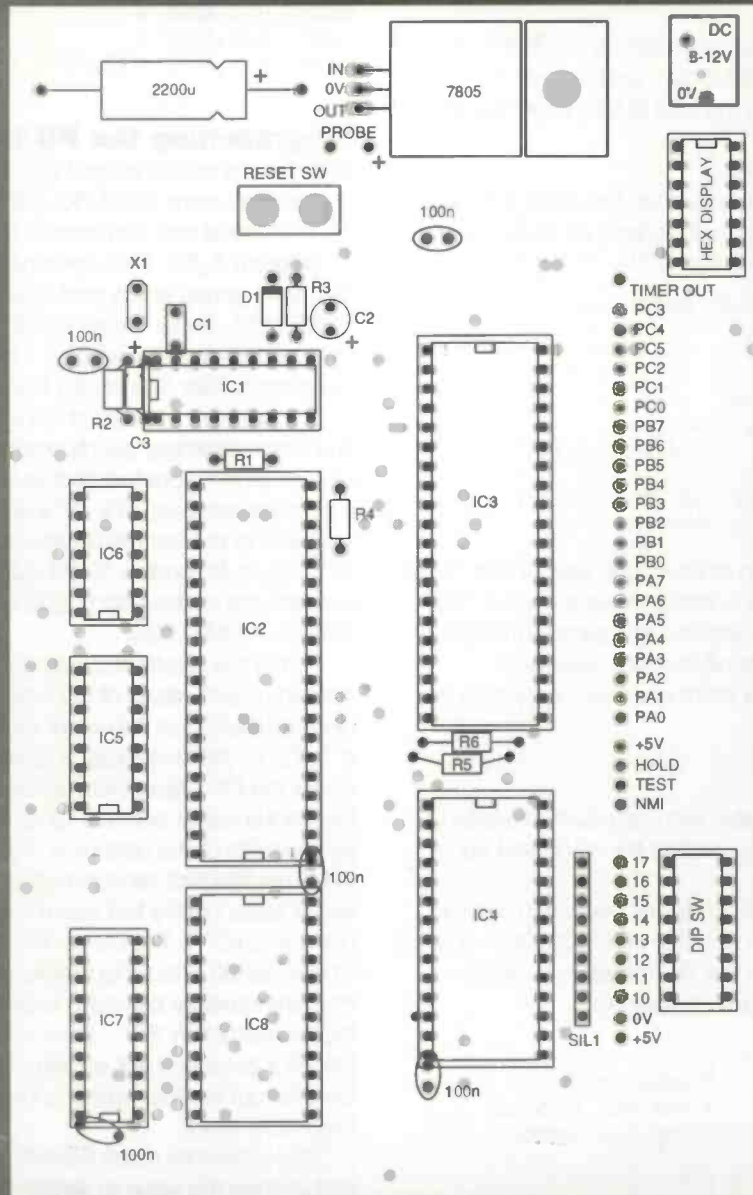 DC
8-12V
0V
IN
0V
OUT
PROBE
+
2200u
+
7805
RESET SW
100n
HEX DISPLAY
X1
D1
R3
C1
C2
+
100n
+
IC1
R2
C3
R1
R4
IC3
TIMER OUT
PC3
PC4
PC5
PC2
PC1
PC0
PB7
PB6
PB5
PB4
PB3
PB2
PB1
PB0
PA7
PA6
PA5
PA4
PA3
PA2
PA1
PA0
+5V
HOLD
TEST
NMI
IC6
IC2
IC5
R6
R5
100n
IC4
17
16
15
14
13
12
11
10
0V
+5V
DIP SW
SIL1
IC7
IC8
100n
100n